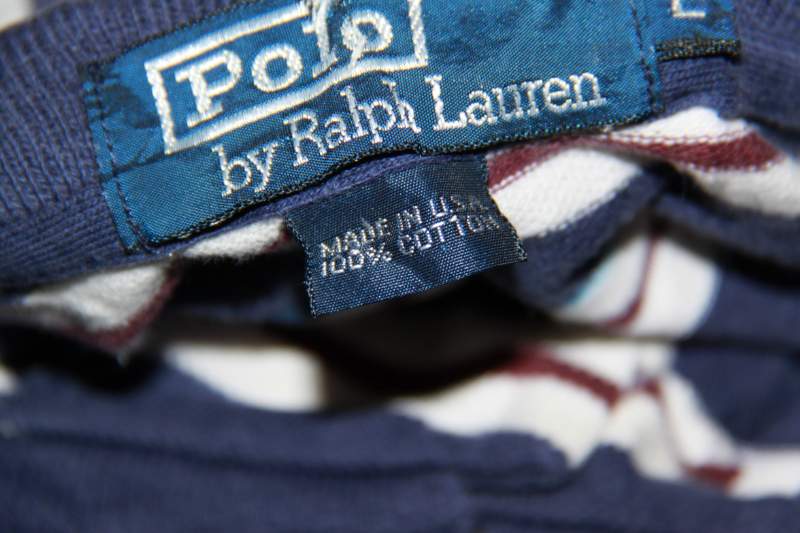 Polo
by Ralph Lauren
L
MADE IN USA
100% COTTON